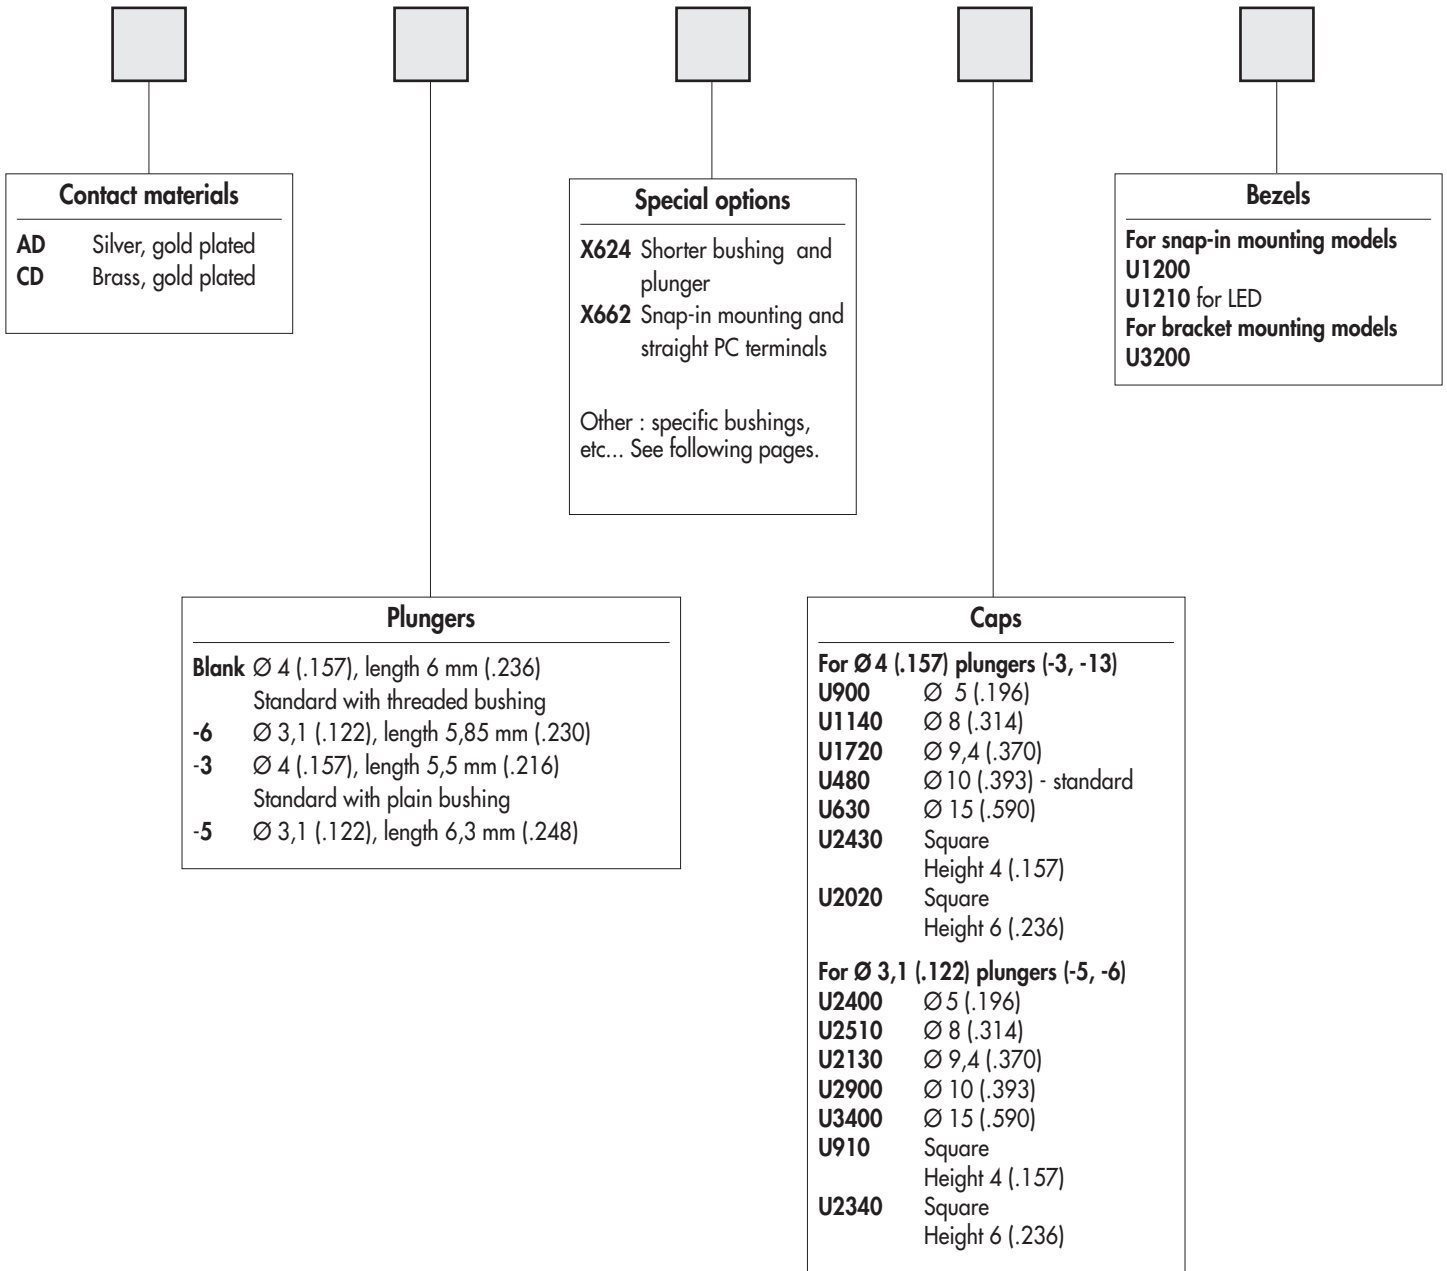 Contact materials
AD Silver, gold plated
CD Brass, gold plated
Special options
X624 Shorter bushing and
plunger
X662 Snap-in mounting and
straight PC terminals
Other : specific bushings,
etc... See following pages.
Bezels
For snap-in mounting models
U1200
U1210 for LED
For bracket mounting models
U3200
Plungers
Blank Ø 4 (.157), length 6 mm (.236)
Standard with threaded bushing
-6 Ø 3,1 (.122), length 5,85 mm (.230)
-3 Ø 4 (.157), length 5,5 mm (.216)
Standard with plain bushing
-5 Ø 3,1 (.122), length 6,3 mm (.248)
Caps
For Ø 4 (.157) plungers (-3, -13)
U900 Ø 5 (.196)
U1140 Ø 8 (.314)
U1720 Ø 9,4 (.370)
U480 Ø 10 (.393) - standard
U630 Ø 15 (.590)
U2430 Square
Height 4 (.157)
U2020 Square
Height 6 (.236)
For Ø 3,1 (.122) plungers (-5, -6)
U2400 Ø 5 (.196)
U2510 Ø 8 (.314)
U2130 Ø 9,4 (.370)
U2900 Ø 10 (.393)
U3400 Ø 15 (.590)
U910 Square
Height 4 (.157)
U2340 Square
Height 6 (.236)